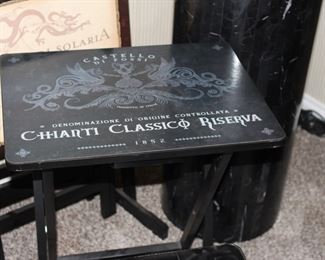 SOLARIA
CASTELLO
DENOMINAZIONE DI ORIGINE CONTROLLATA
CHIANTI CLASSICO RISERVA
1852